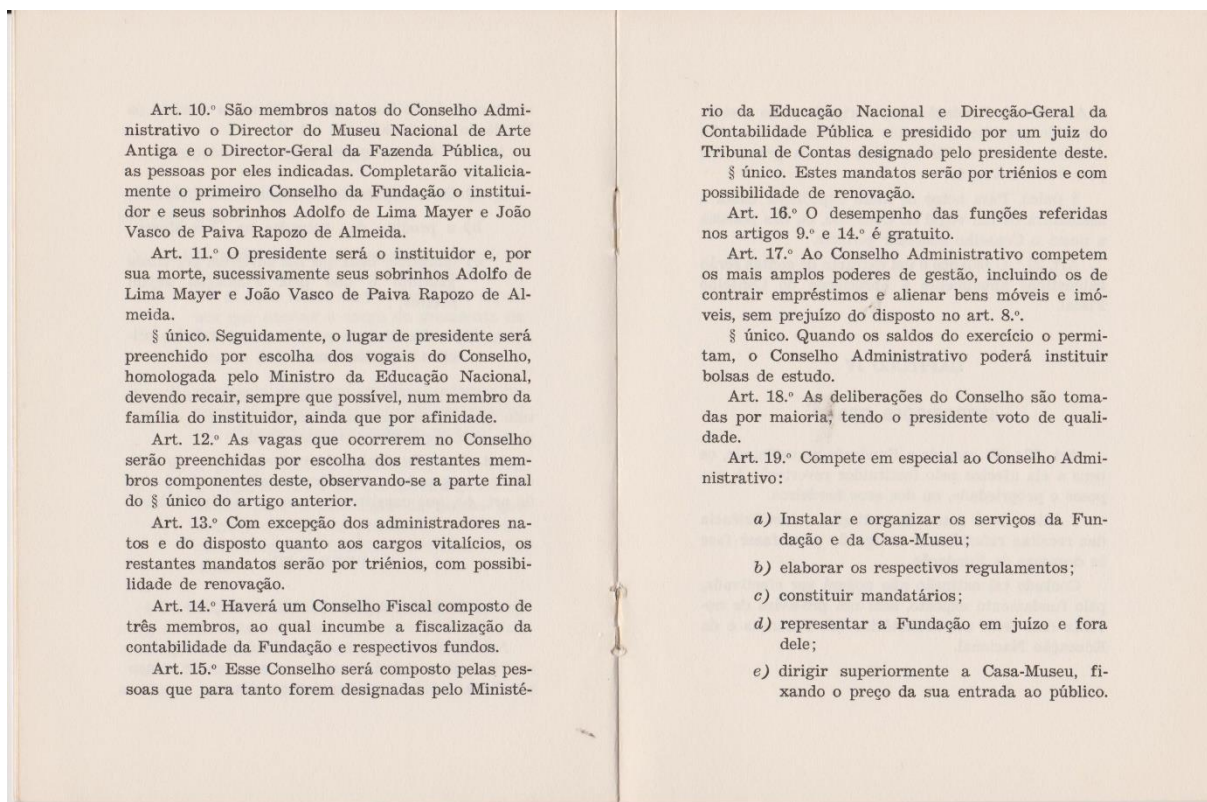 Art. 10.º São membros natos do Conselho Admi-
nistrativo o Director do Museu Nacional de Arte
Antiga e o Director-Geral da Fazenda Pública, ou
as pessoas por eles indicadas. Completarão vitalicia-
mente o primeiro Conselho da Fundação o institui-
dor e seus sobrinhos Adolfo de Lima Mayer e João
Vasco de Paiva Rapozo de Almeida.
Art. 11.º O presidente será o instituidor e, por
sua morte, sucessivamente seus sobrinhos Adolfo de
Lima Mayer e João Vasco de Paiva Rapozo de Al-
meida.
§ único. Seguidamente, o lugar de presidente será
preenchido por escolha dos vogais do Conselho,
homologada pelo Ministro da Educação Nacional,
devendo recair, sempre que possível, num membro da
família do instituidor, ainda que por afinidade.
Art. 12.º As vagas que ocorrerem no Conselho
serão preenchidas por escolha dos restantes mem-
bros componentes deste, observando-se a parte final
do § único do artigo anterior.
Art. 13.º Com excepção dos administradores na-
tos e do disposto quanto aos cargos vitalícios, os
restantes mandatos serão por triénios, com possibi-
lidade de renovação.
Art. 14.º Haverá um Conselho Fiscal composto de
três membros, ao qual incumbe a fiscalização da
contabilidade da Fundação e respectivos fundos.
Art. 15.º Esse Conselho será composto pelas pes-
soas que para tanto forem designadas pelo Ministé-
rio da Educação Nacional e Direcção-Geral da
Contabilidade Pública e presidido por um juiz do
Tribunal de Contas designado pelo presidente deste.
§ único. Estes mandatos serão por triénios e com
possibilidade de renovação.
Art. 16.º O desempenho das funções referidas
nos artigos 9.º e 14.º é gratuito.
Art. 17.º Ao Conselho Administrativo competem
os mais amplos poderes de gestão, incluindo os de
contrair empréstimos e alienar bens móveis e imó-
veis, sem prejuízo do disposto no art. 8.º.
§ único. Quando os saldos do exercício o permi-
tam, o Conselho Administrativo poderá instituir
bolsas de estudo.
Art. 18.º As deliberações do Conselho são toma-
das por maioria, tendo o presidente voto de quali-
dade.
Art. 19.º Compete em especial ao Conselho Admi-
nistrativo:
a) Instalar e organizar os serviços da Fun-
dação e da Casa-Museu;
b) elaborar os respectivos regulamentos;
c) constituir mandatários;
d) representar a Fundação em juízo e fora
dele;
e) dirigir superiormente a Casa-Museu, fi-
xando o preço da sua entrada ao público.